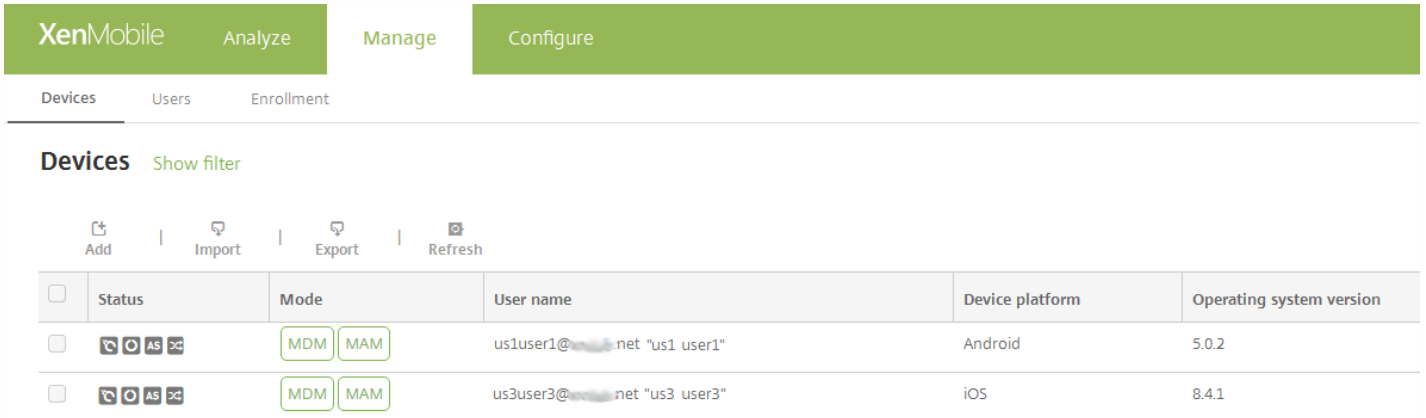 XenMobile Analyze Manage Configure
Devices Users Enrollment
Devices Show filter
Add | Import | Export | Refresh
Status Mode User name Device platform Operating system version
AS MDM MAM us1user1@ .net "us1 user1" Android 5.0.2
AS MDM MAM us3user3@ .net "us3 user3" iOS 8.4.1